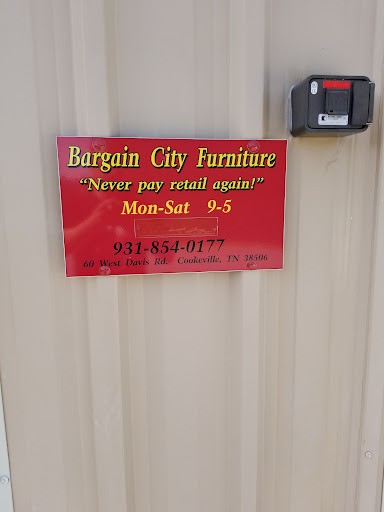 Bargain City Furniture
“Never pay retail again!”
Mon-Sat 9-5
931-854-0177
60 West Davis Rd. Cookeville, TN 38506